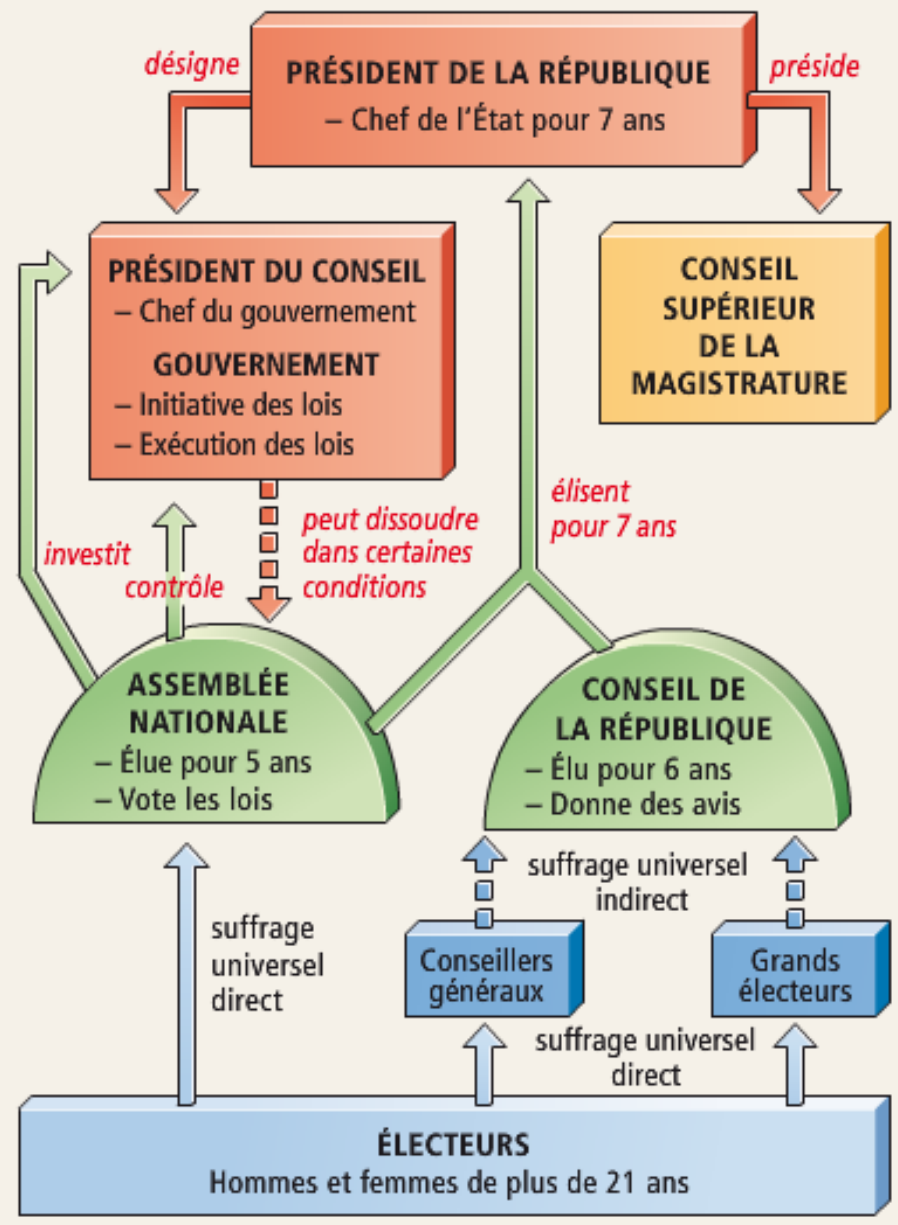 désigne
PRÉSIDENT DE LA RÉPUBLIQUE
– Chef de l'État pour 7 ans
préside
PRÉSIDENT DU CONSEIL
– Chef du gouvernement
GOUVERNEMENT
– Initiative des lois
– Exécution des lois
CONSEIL
SUPÉRIEUR
DE LA
MAGISTRATURE
investit
contrôle
peut dissoudre
dans certaines
conditions
élisent
pour 7 ans
ASSEMBLÉE
NATIONALE
– Élue pour 5 ans
– Vote les lois
CONSEIL DE
LA RÉPUBLIQUE
– Élu pour 6 ans
– Donne des avis
suffrage
universel
direct
suffrage universel
indirect
Conseillers
généraux
Grands
électeurs
suffrage universel
direct
ÉLECTEURS
Hommes et femmes de plus de 21 ans